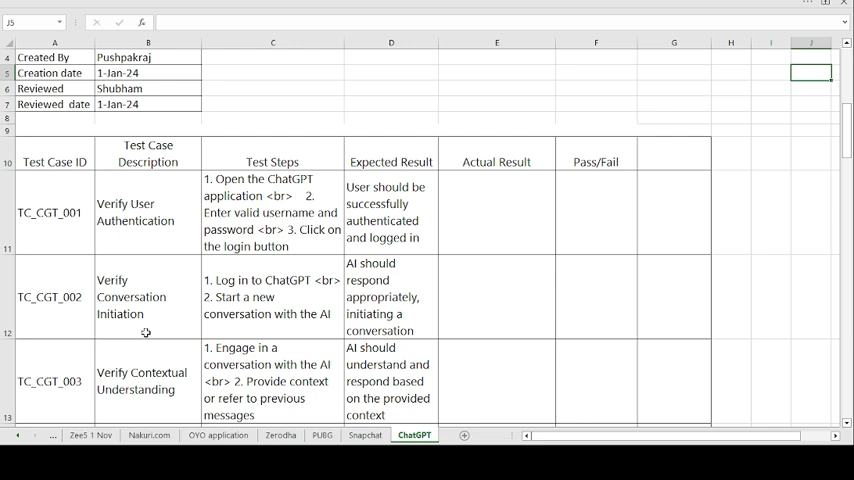 J5
fx
A B C D E F G H I J
4 Created By Pushpakraj
5 Creation date 1-Jan-24
6 Reviewed Shubham
7 Reviewed date 1-Jan-24
8
9
10 Test Case ID Test Case Description Test Steps Expected Result Actual Result Pass/Fail
TC_CGT_001
Verify User
Authentication
1. Open the ChatGPT
application <br> 2.
Enter valid username and
password <br> 3. Click on
the login button
User should be
successfully
authenticated
and logged in
11
TC_CGT_002
Verify
Conversation
Initiation
1. Log in to ChatGPT <br>
2. Start a new
conversation with the AI
AI should
respond
appropriately,
initiating a
conversation
12
TC_CGT_003
Verify Contextual
Understanding
1. Engage in a
conversation with the AI
<br> 2. Provide context
or refer to previous
messages
AI should
understand and
respond based
on the provided
context
13
... Zee5 1 Nov Nakuri.com OYO application Zerodha PUBG Snapchat ChatGPT